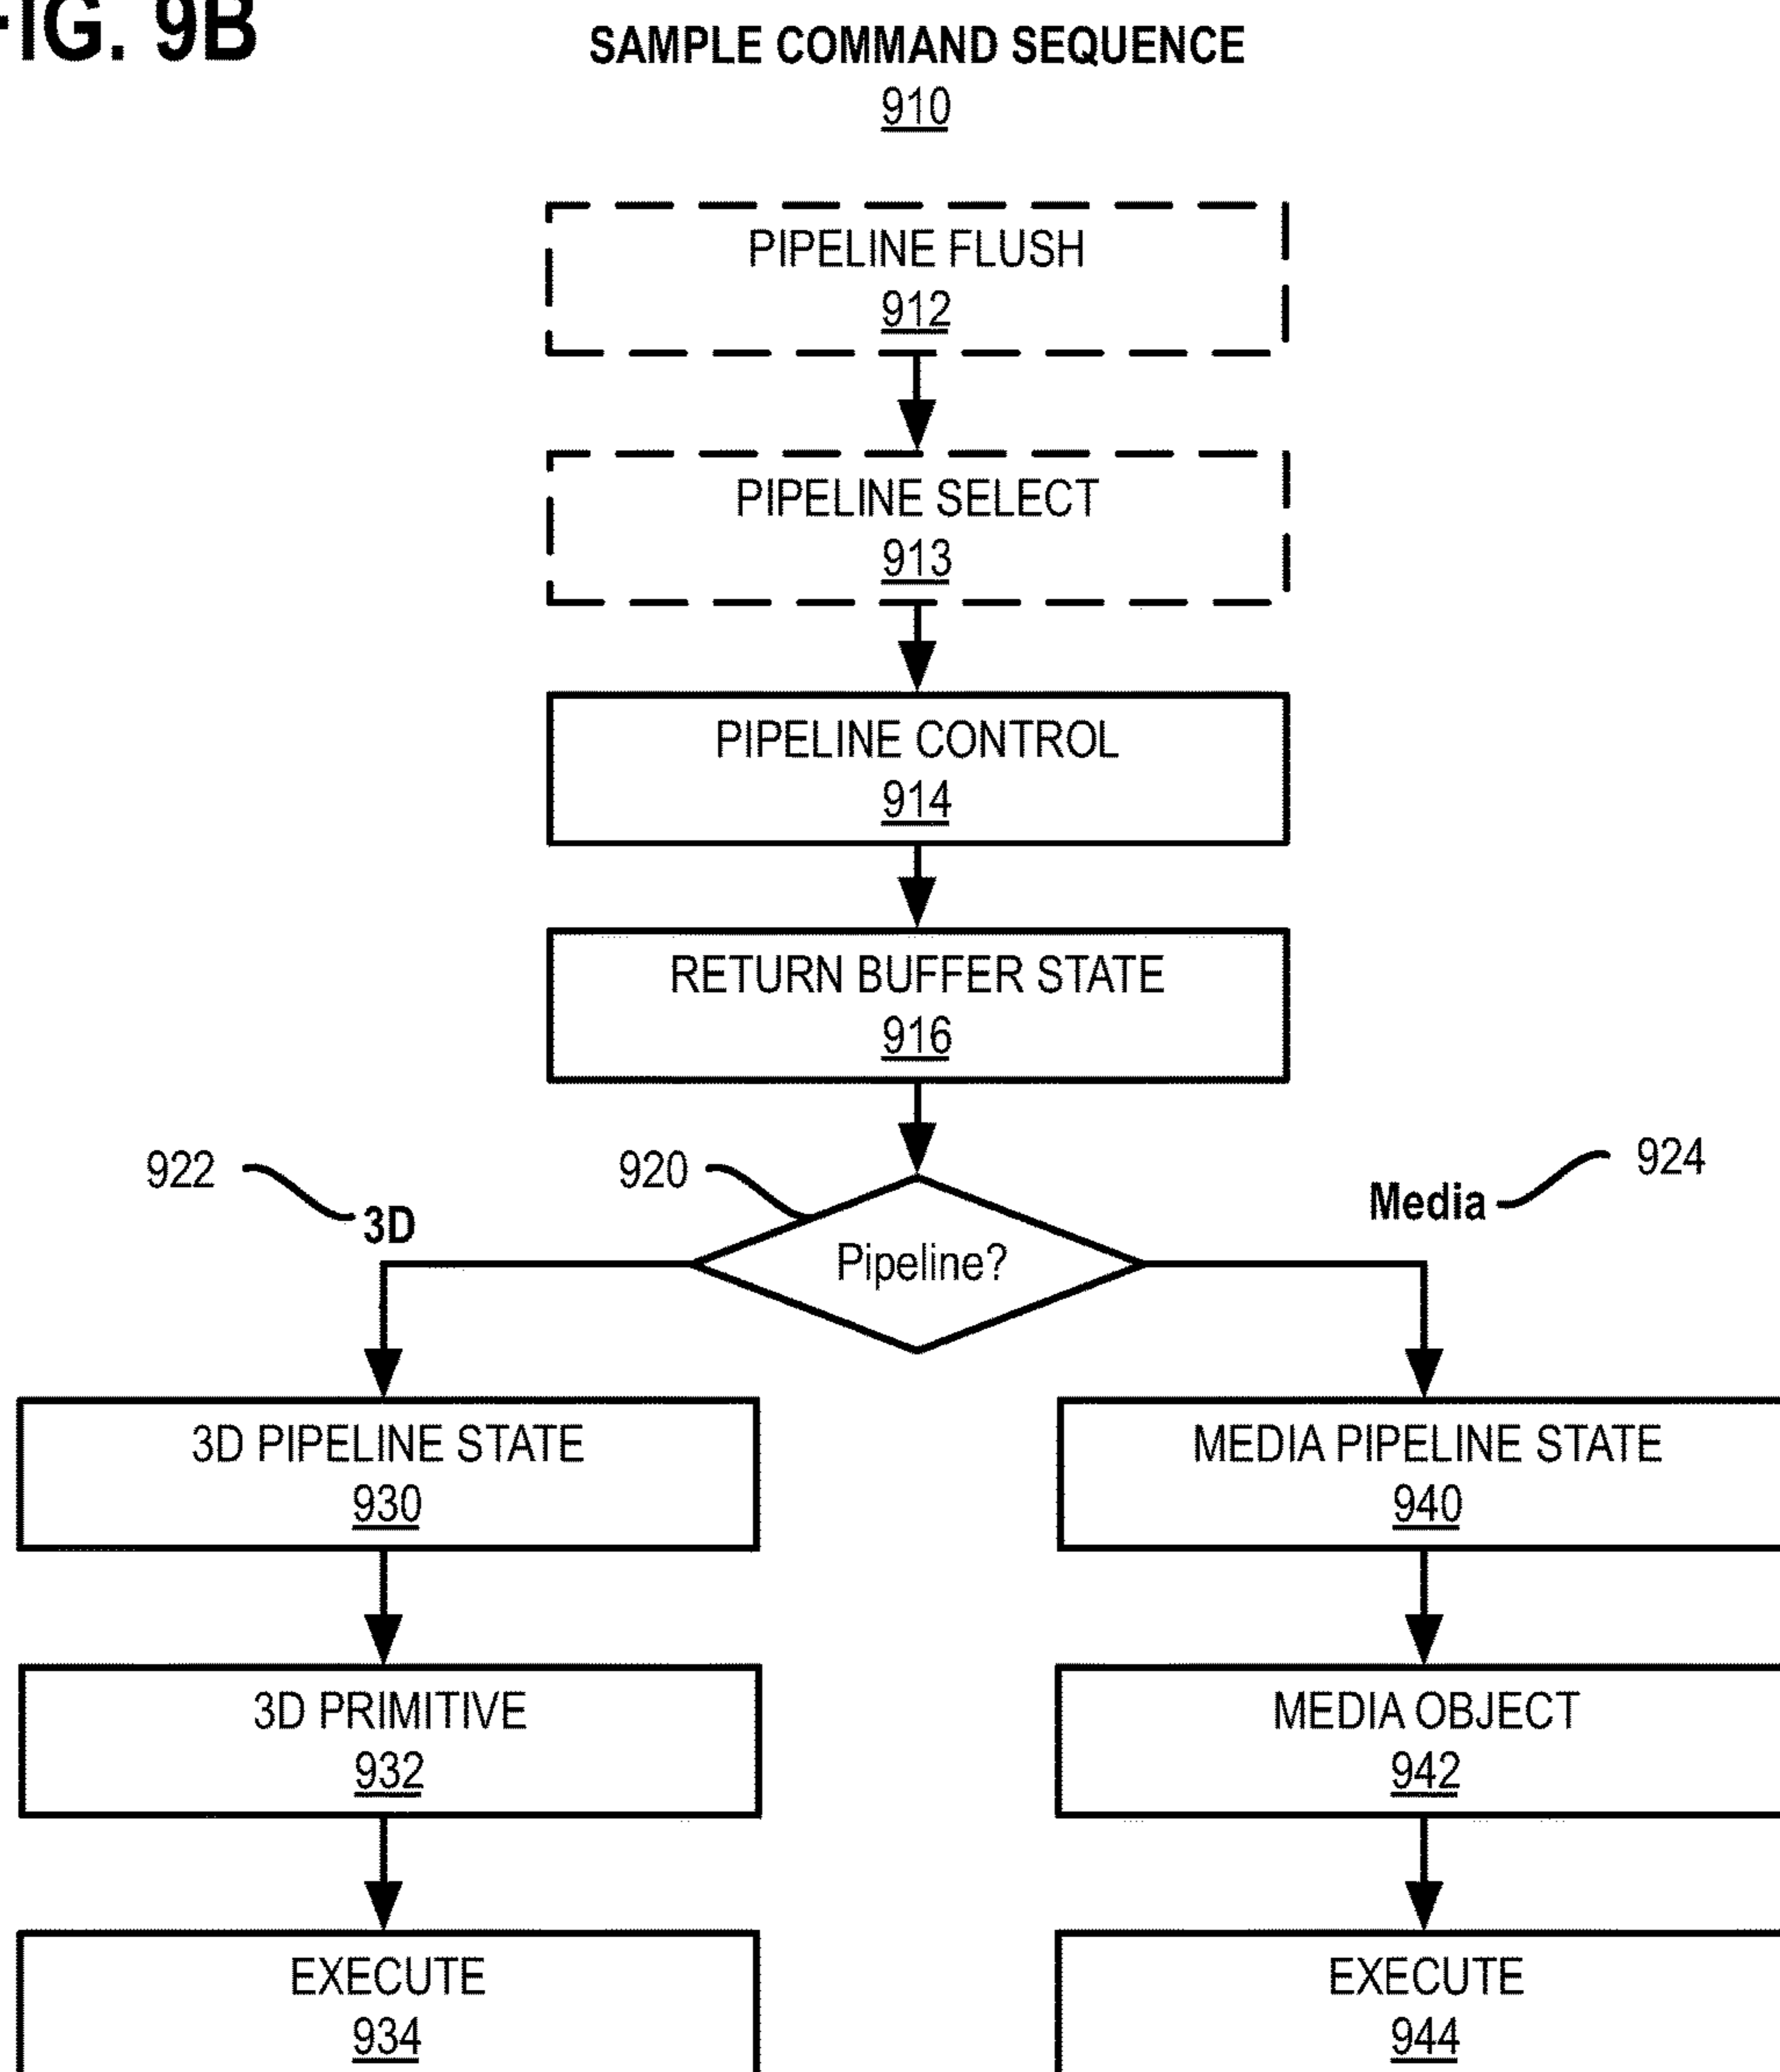 FIG. 9B
SAMPLE COMMAND SEQUENCE
910
PIPELINE FLUSH
912
PIPELINE SELECT
913
PIPELINE CONTROL
914
RETURN BUFFER STATE
916
922
920
924
3D
Media
Pipeline?
3D PIPELINE STATE
930
MEDIA PIPELINE STATE
940
3D PRIMITIVE
932
MEDIA OBJECT
942
EXECUTE
934
EXECUTE
944